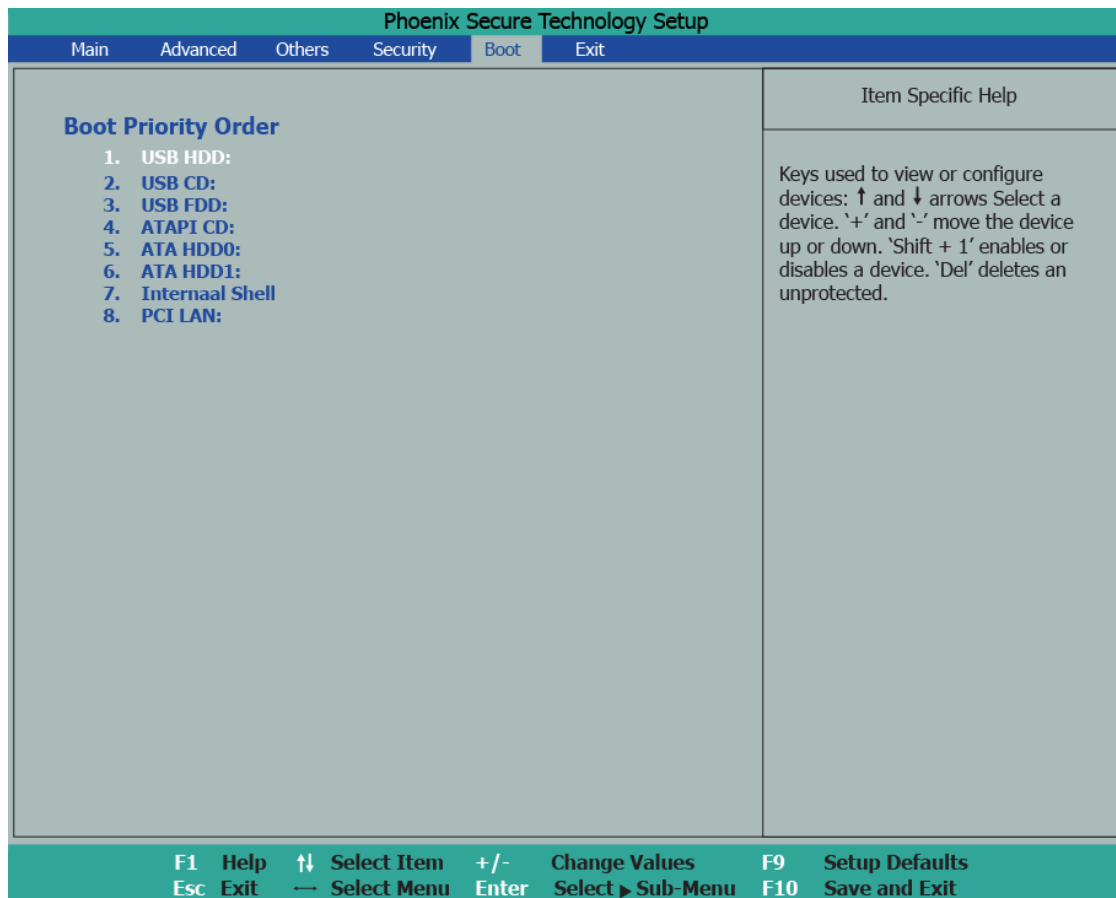 Phoenix Secure Technology Setup
Main Advanced Others Security Boot Exit
Boot Priority Order
1. USB HDD:
2. USB CD:
3. USB FDD:
4. ATAPI CD:
5. ATA HDD0:
6. ATA HDD1:
7. Internaal Shell
8. PCI LAN:
Item Specific Help
Keys used to view or configure
devices: ↑ and ↓ arrows Select a
device. ‘+’ and ‘-’ move the device
up or down. ‘Shift + 1’ enables or
disables a device. ‘Del’ deletes an
unprotected.
F1 Help ↑↓ Select Item +/- Change Values F9 Setup Defaults
Esc Exit ↔ Select Menu Enter Select ▶ Sub-Menu F10 Save and Exit